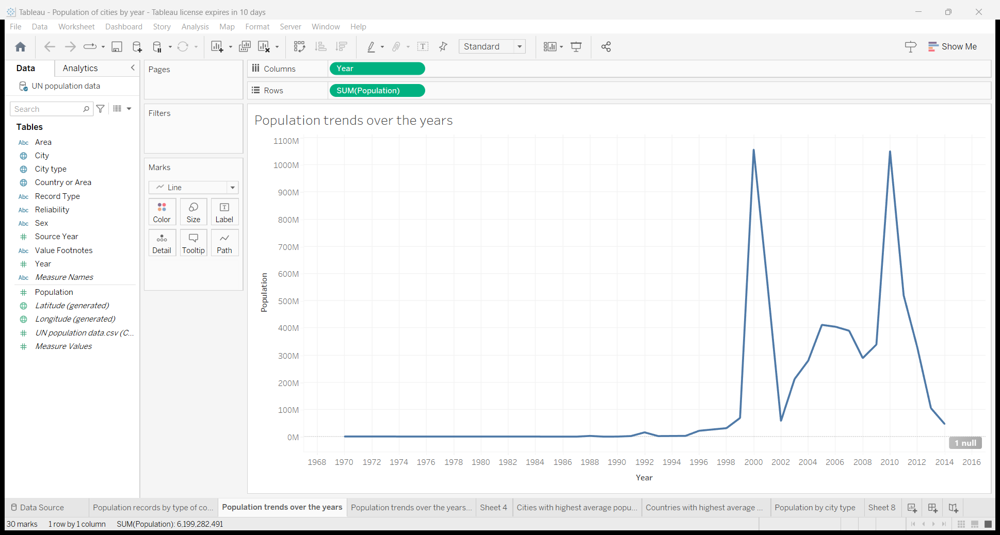 Tableau - Population of cities by year - Tableau license expires in 10 days
File Data Worksheet Dashboard Story Analysis Map Format Server Window Help
Standard
Show Me
Data
Analytics
UN population data
Search
Tables
Abc Area
City
City type
Country or Area
Abc Record Type
Abc Reliability
Abc Sex
Source Year
Abc Value Footnotes
Year
Abc Measure Names
Population
Latitude (generated)
Longitude (generated)
UN population data.csv (C...
Measure Values
Pages
Filters
Marks
Line
Color Size Label
Detail Tooltip Path
Columns Year
Rows SUM(Population)
Population trends over the years
1100M
1000M
900M
800M
700M
600M
500M
400M
300M
200M
100M
0M
Population
1 null
1968 1970 1972 1974 1976 1978 1980 1982 1984 1986 1988 1990 1992 1994 1996 1998 2000 2002 2004 2006 2008 2010 2012 2014 2016
Year
Data Source Population records by type of co... Population trends over the years Population trends over the years... Sheet 4 Cities with highest average popu... Countries with highest average ... Population by city type Sheet 8
30 marks 1 row by 1 column SUM(Population): 6,199,282,491